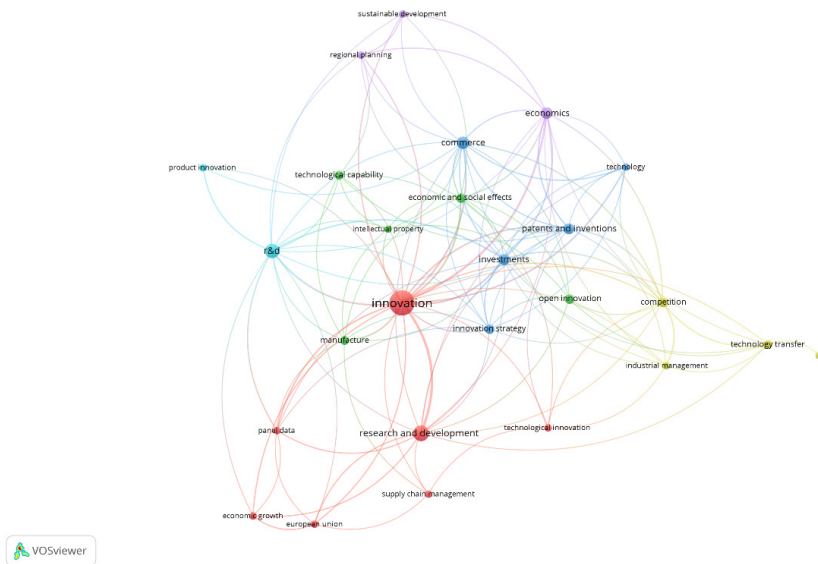 sustainable development
regional planning
economics
commerce
product innovation
technology
technological capability
economic and social effects
intellectual property
patents and inventions
r&d
investments
innovation
open innovation
competition
innovation strategy
manufacture
technology transfer
industrial management
panel data
research and development
technological innovation
supply chain management
economic growth
european union
VOSviewer